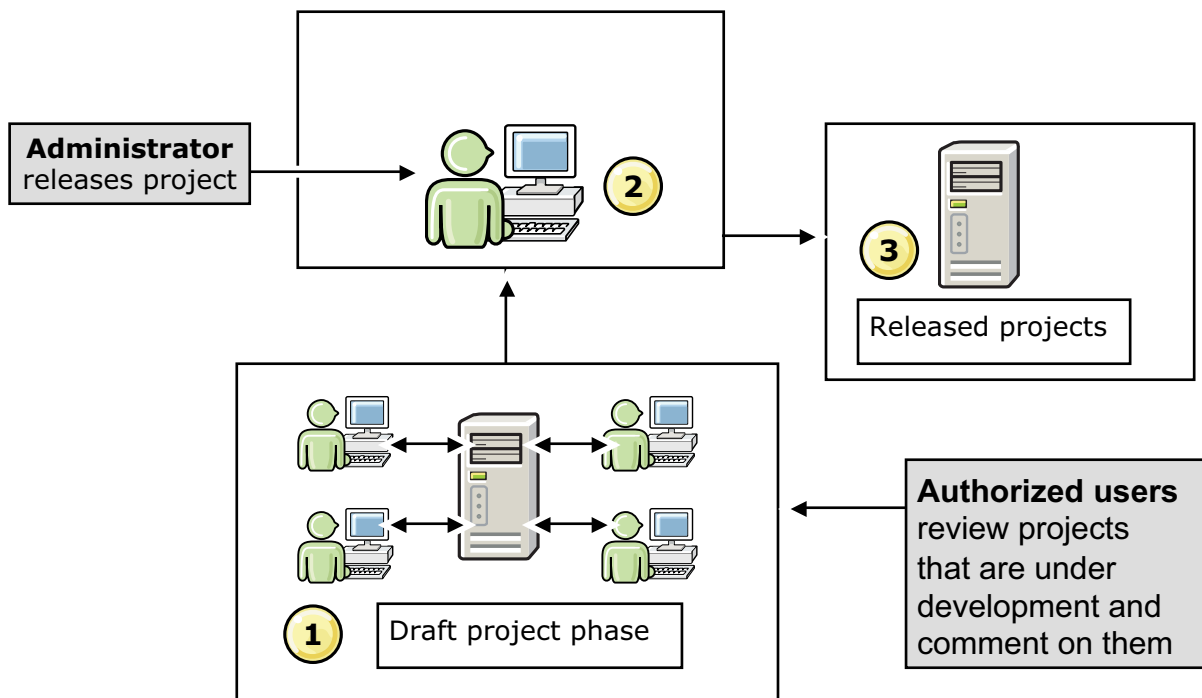 Administrator
releases project
2
3
Released projects
1
Draft project phase
Authorized users
review projects
that are under
development and
comment on them